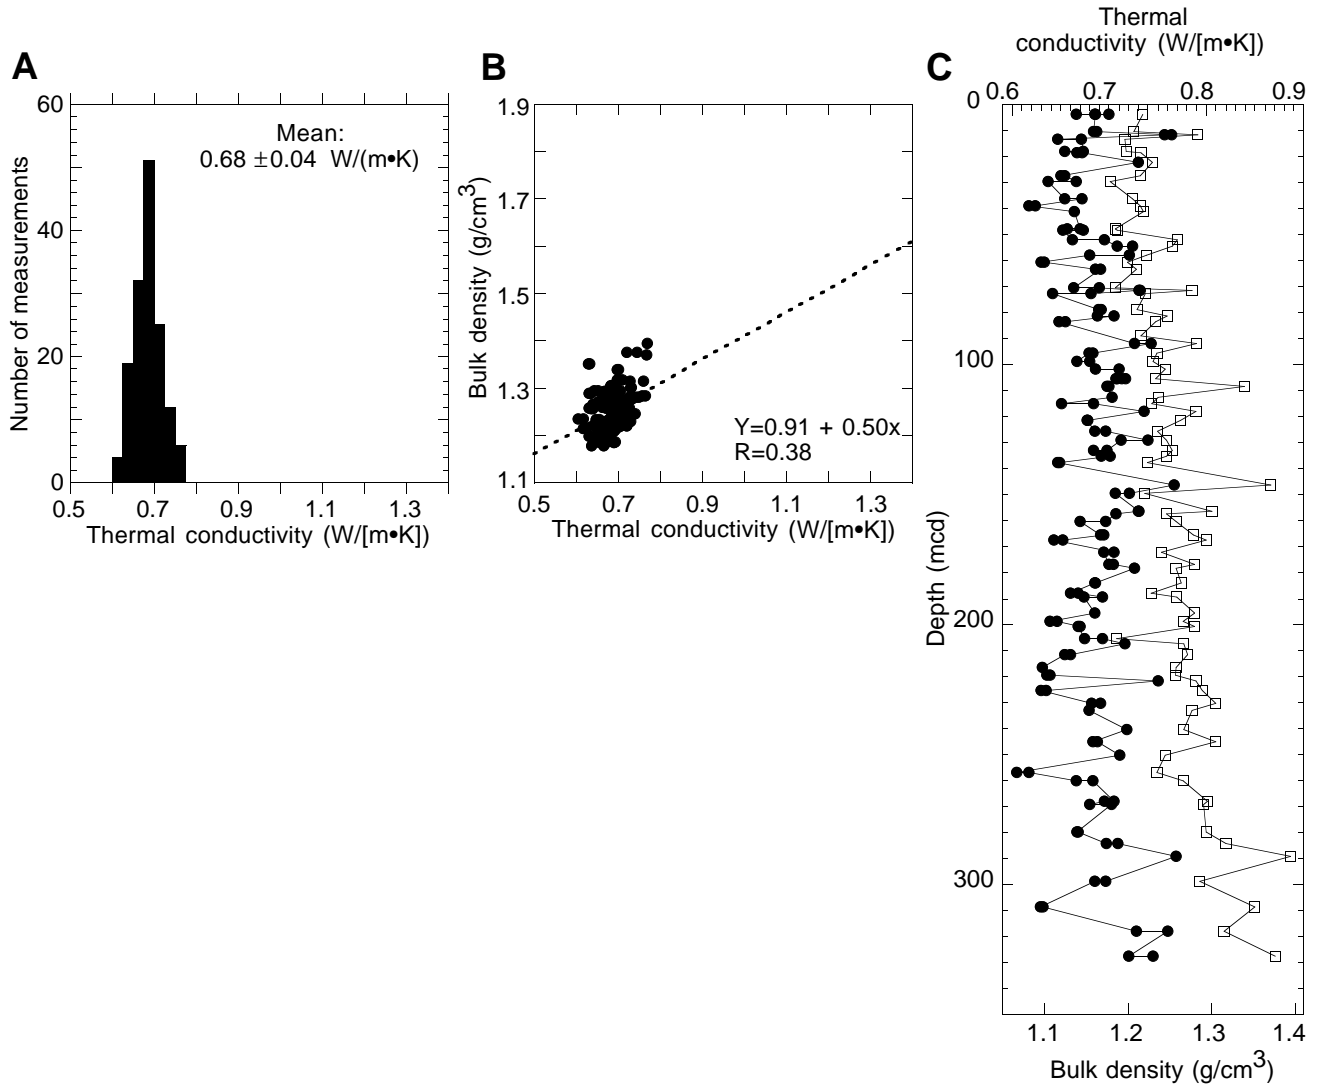 A
Mean:
0.68 ±0.04 W/(m•K)
Number of measurements
60
40
20
0
0.5 0.7 0.9 1.1 1.3
Thermal conductivity (W/[m•K])
B
Bulk density (g/cm3)
1.9
1.7
1.5
1.3
1.1
Y=0.91 + 0.50x
R=0.38
0.5 0.7 0.9 1.1 1.3
Thermal conductivity (W/[m•K])
C
Thermal
conductivity (W/[m•K])
0.6 0.7 0.8 0.9
Depth (mcd)
0
100
200
300
1.1 1.2 1.3 1.4
Bulk density (g/cm3)